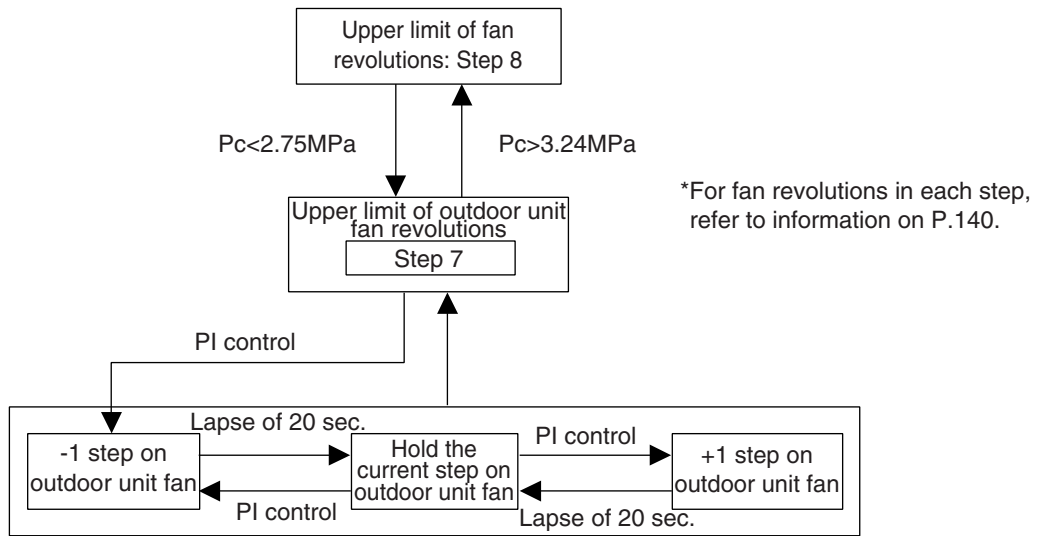 Upper limit of fan
revolutions: Step 8
Pc<2.75MPa
Pc>3.24MPa
*For fan revolutions in each step,
refer to information on P.140.
Upper limit of outdoor unit
fan revolutions
Step 7
PI control
Lapse of 20 sec.
-1 step on
outdoor unit fan
Hold the
current step on
outdoor unit fan
PI control
+1 step on
outdoor unit fan
PI control
Lapse of 20 sec.